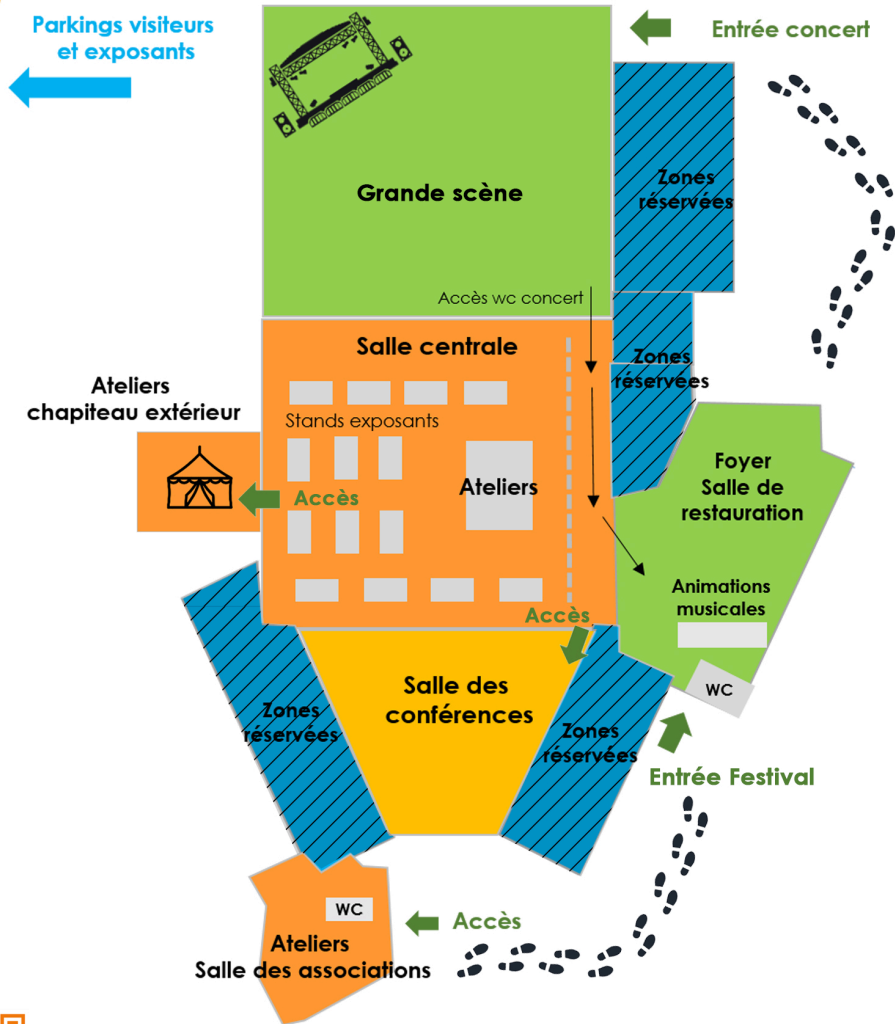 Parkings visiteurs
et exposants
Entrée concert
Grande scène
Zones
réservées
Accès wc concert
Salle centrale
Zones
réservées
Ateliers
chapiteau extérieur
Stands exposants
Ateliers
Accès
Foyer
Salle de
restauration
Animations
musicales
Accès
WC
Salle des
conférences
Zones
réservées
Zones
réservées
Entrée Festival
WC
Accès
Ateliers
Salle des associations